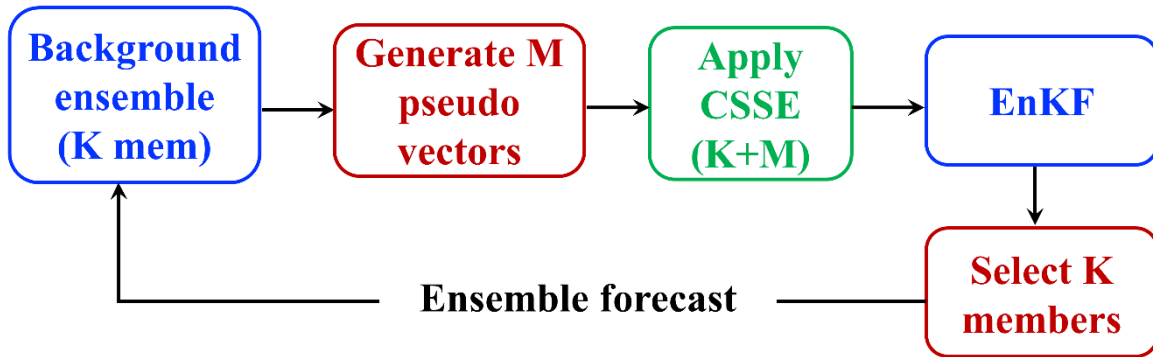 Background
ensemble
(K mem)
Generate M
pseudo
vectors
Apply
CSSE
(K+M)
EnKF
Select K
members
Ensemble forecast